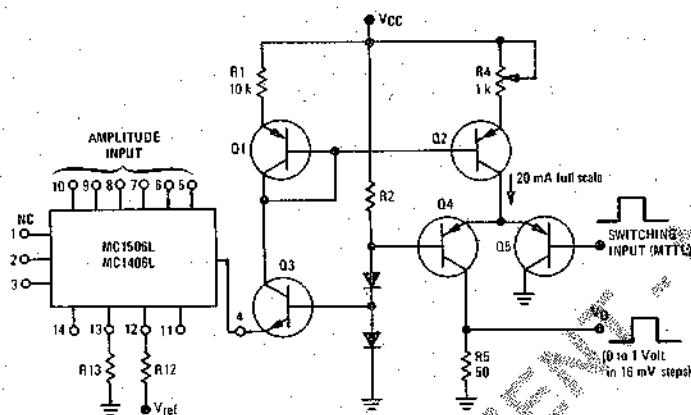 VCC
R1
10 k
R4
1 k
AMPLITUDE
INPUT
Q1
Q2
10 9 8 7 6 5
20 mA full scale
R2
NC
1
2
3
MC1506L
MC1406L
Q4
Q5
SWITCHING
INPUT (MTTL)
Q3
4
14 13 12 11
VO
R13
R12
R5
50
(0 to 1 Volt
in 16 mV steps)
Vref